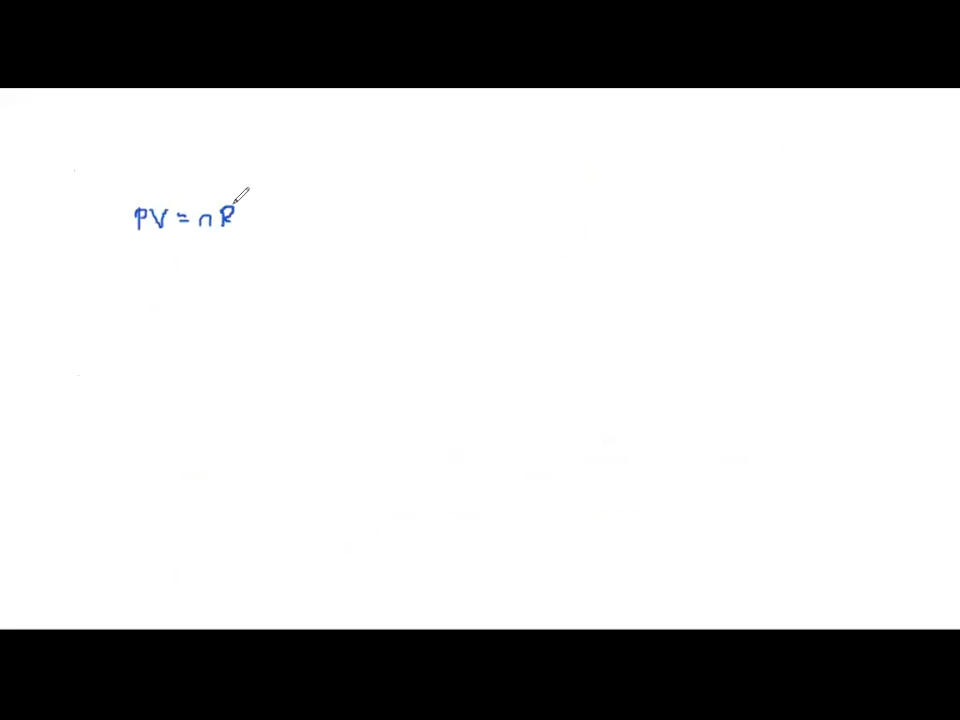 PV = nR